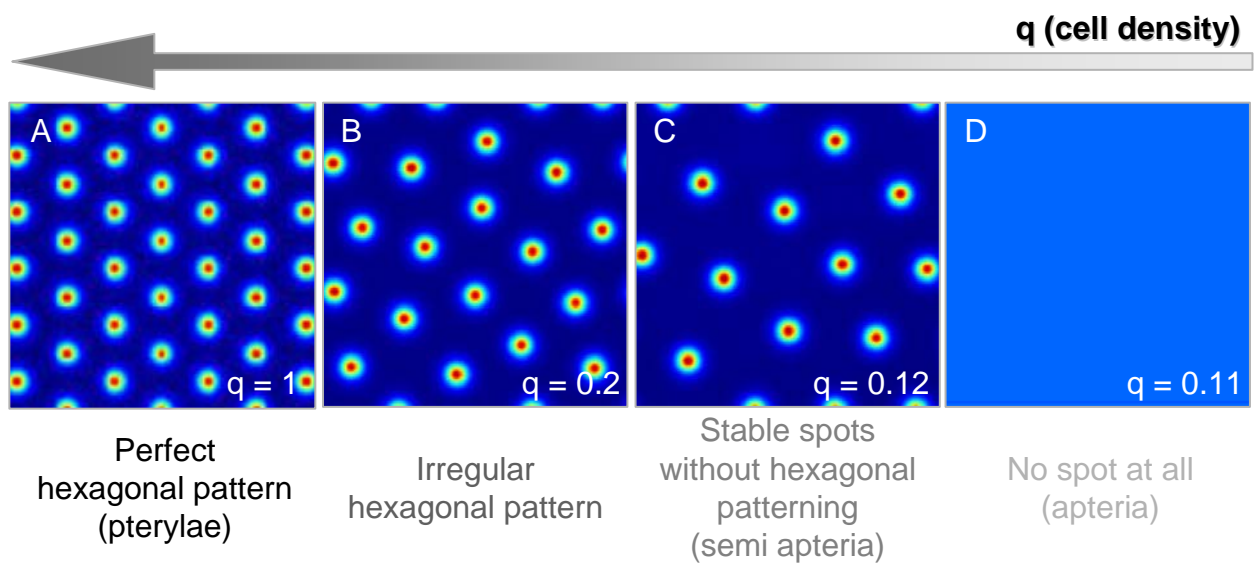 q (cell density)
A
B
C
D
q = 1
q = 0.2
q = 0.12
q = 0.11
Perfect
hexagonal pattern
(pterylae)
Irregular
hexagonal pattern
Stable spots
without hexagonal
patterning
(semi apteria)
No spot at all
(apteria)